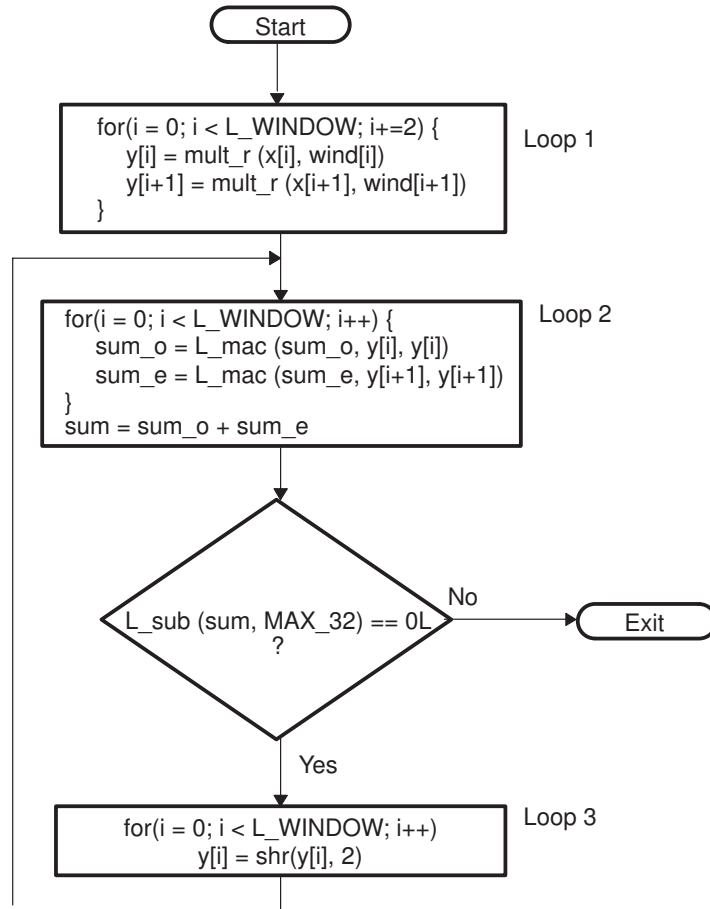 Start
for(i = 0; i < L_WINDOW; i+=2) {
y[i] = mult_r (x[i], wind[i])
y[i+1] = mult_r (x[i+1], wind[i+1])
}
Loop 1
for(i = 0; i < L_WINDOW; i++) {
sum_o = L_mac (sum_o, y[i], y[i])
sum_e = L_mac (sum_e, y[i+1], y[i+1])
}
sum = sum_o + sum_e
Loop 2
L_sub (sum, MAX_32) == 0L
?
No
Exit
Yes
for(i = 0; i < L_WINDOW; i++)
y[i] = shr(y[i], 2)
Loop 3